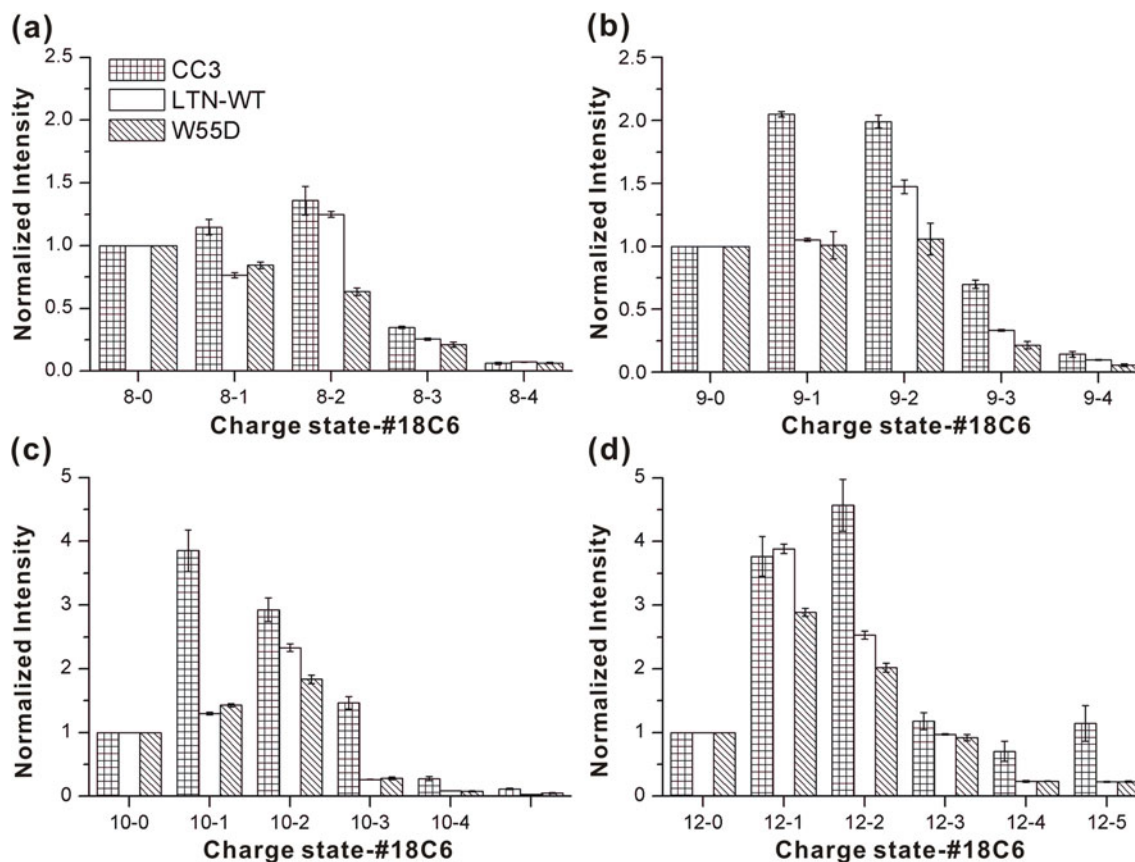 (a)
Normalized Intensity
2.5
2.0
1.5
1.0
0.5
0.0
CC3
LTN-WT
W55D
8-0 8-1 8-2 8-3 8-4
Charge state-#18C6
(b)
Normalized Intensity
2.5
2.0
1.5
1.0
0.5
0.0
9-0 9-1 9-2 9-3 9-4
Charge state-#18C6
(c)
Normalized Intensity
5
4
3
2
1
0
10-0 10-1 10-2 10-3 10-4
Charge state-#18C6
(d)
Normalized Intensity
5
4
3
2
1
0
12-0 12-1 12-2 12-3 12-4 12-5
Charge state-#18C6